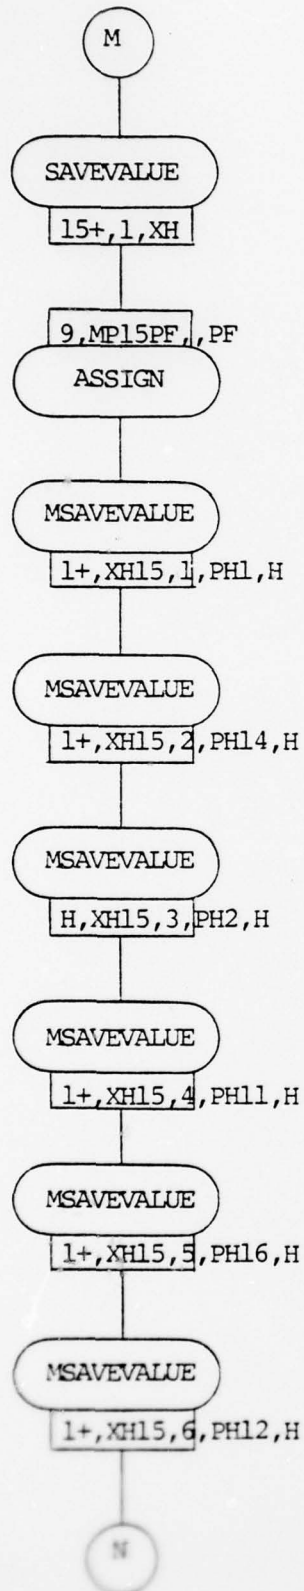 M
SAVEVALUE
15+,1,XH
9,MP15PF,,PF
ASSIGN
MSAVEVALUE
1+,XH15,1,PH1,H
MSAVEVALUE
1+,XH15,2,PH14,H
MSAVEVALUE
H,XH15,3,PH2,H
MSAVEVALUE
1+,XH15,4,PH11,H
MSAVEVALUE
1+,XH15,5,PH16,H
MSAVEVALUE
1+,XH15,6,PH12,H
N